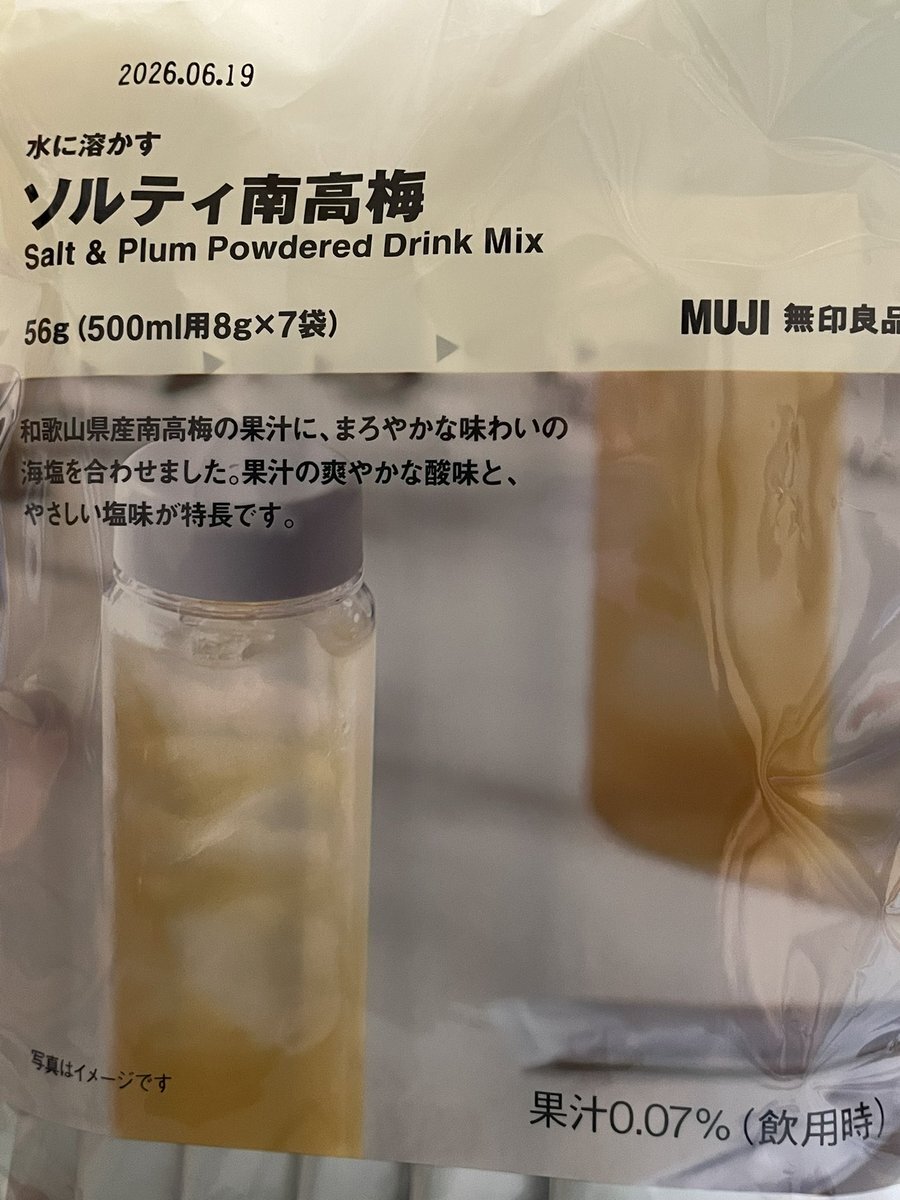 2026.06.19
水に溶かす
ソルティ南高梅
Salt & Plum Powdered Drink Mix
56g (500ml用8g×7袋)
MUJI 無印良品
和歌山県産南高梅の果汁に、まろやかな味わいの
海塩を合わせました。果汁の爽やかな酸味と、
やさしい塩味が特長です。
写真はイメージです
果汁0.07% (飲用時)